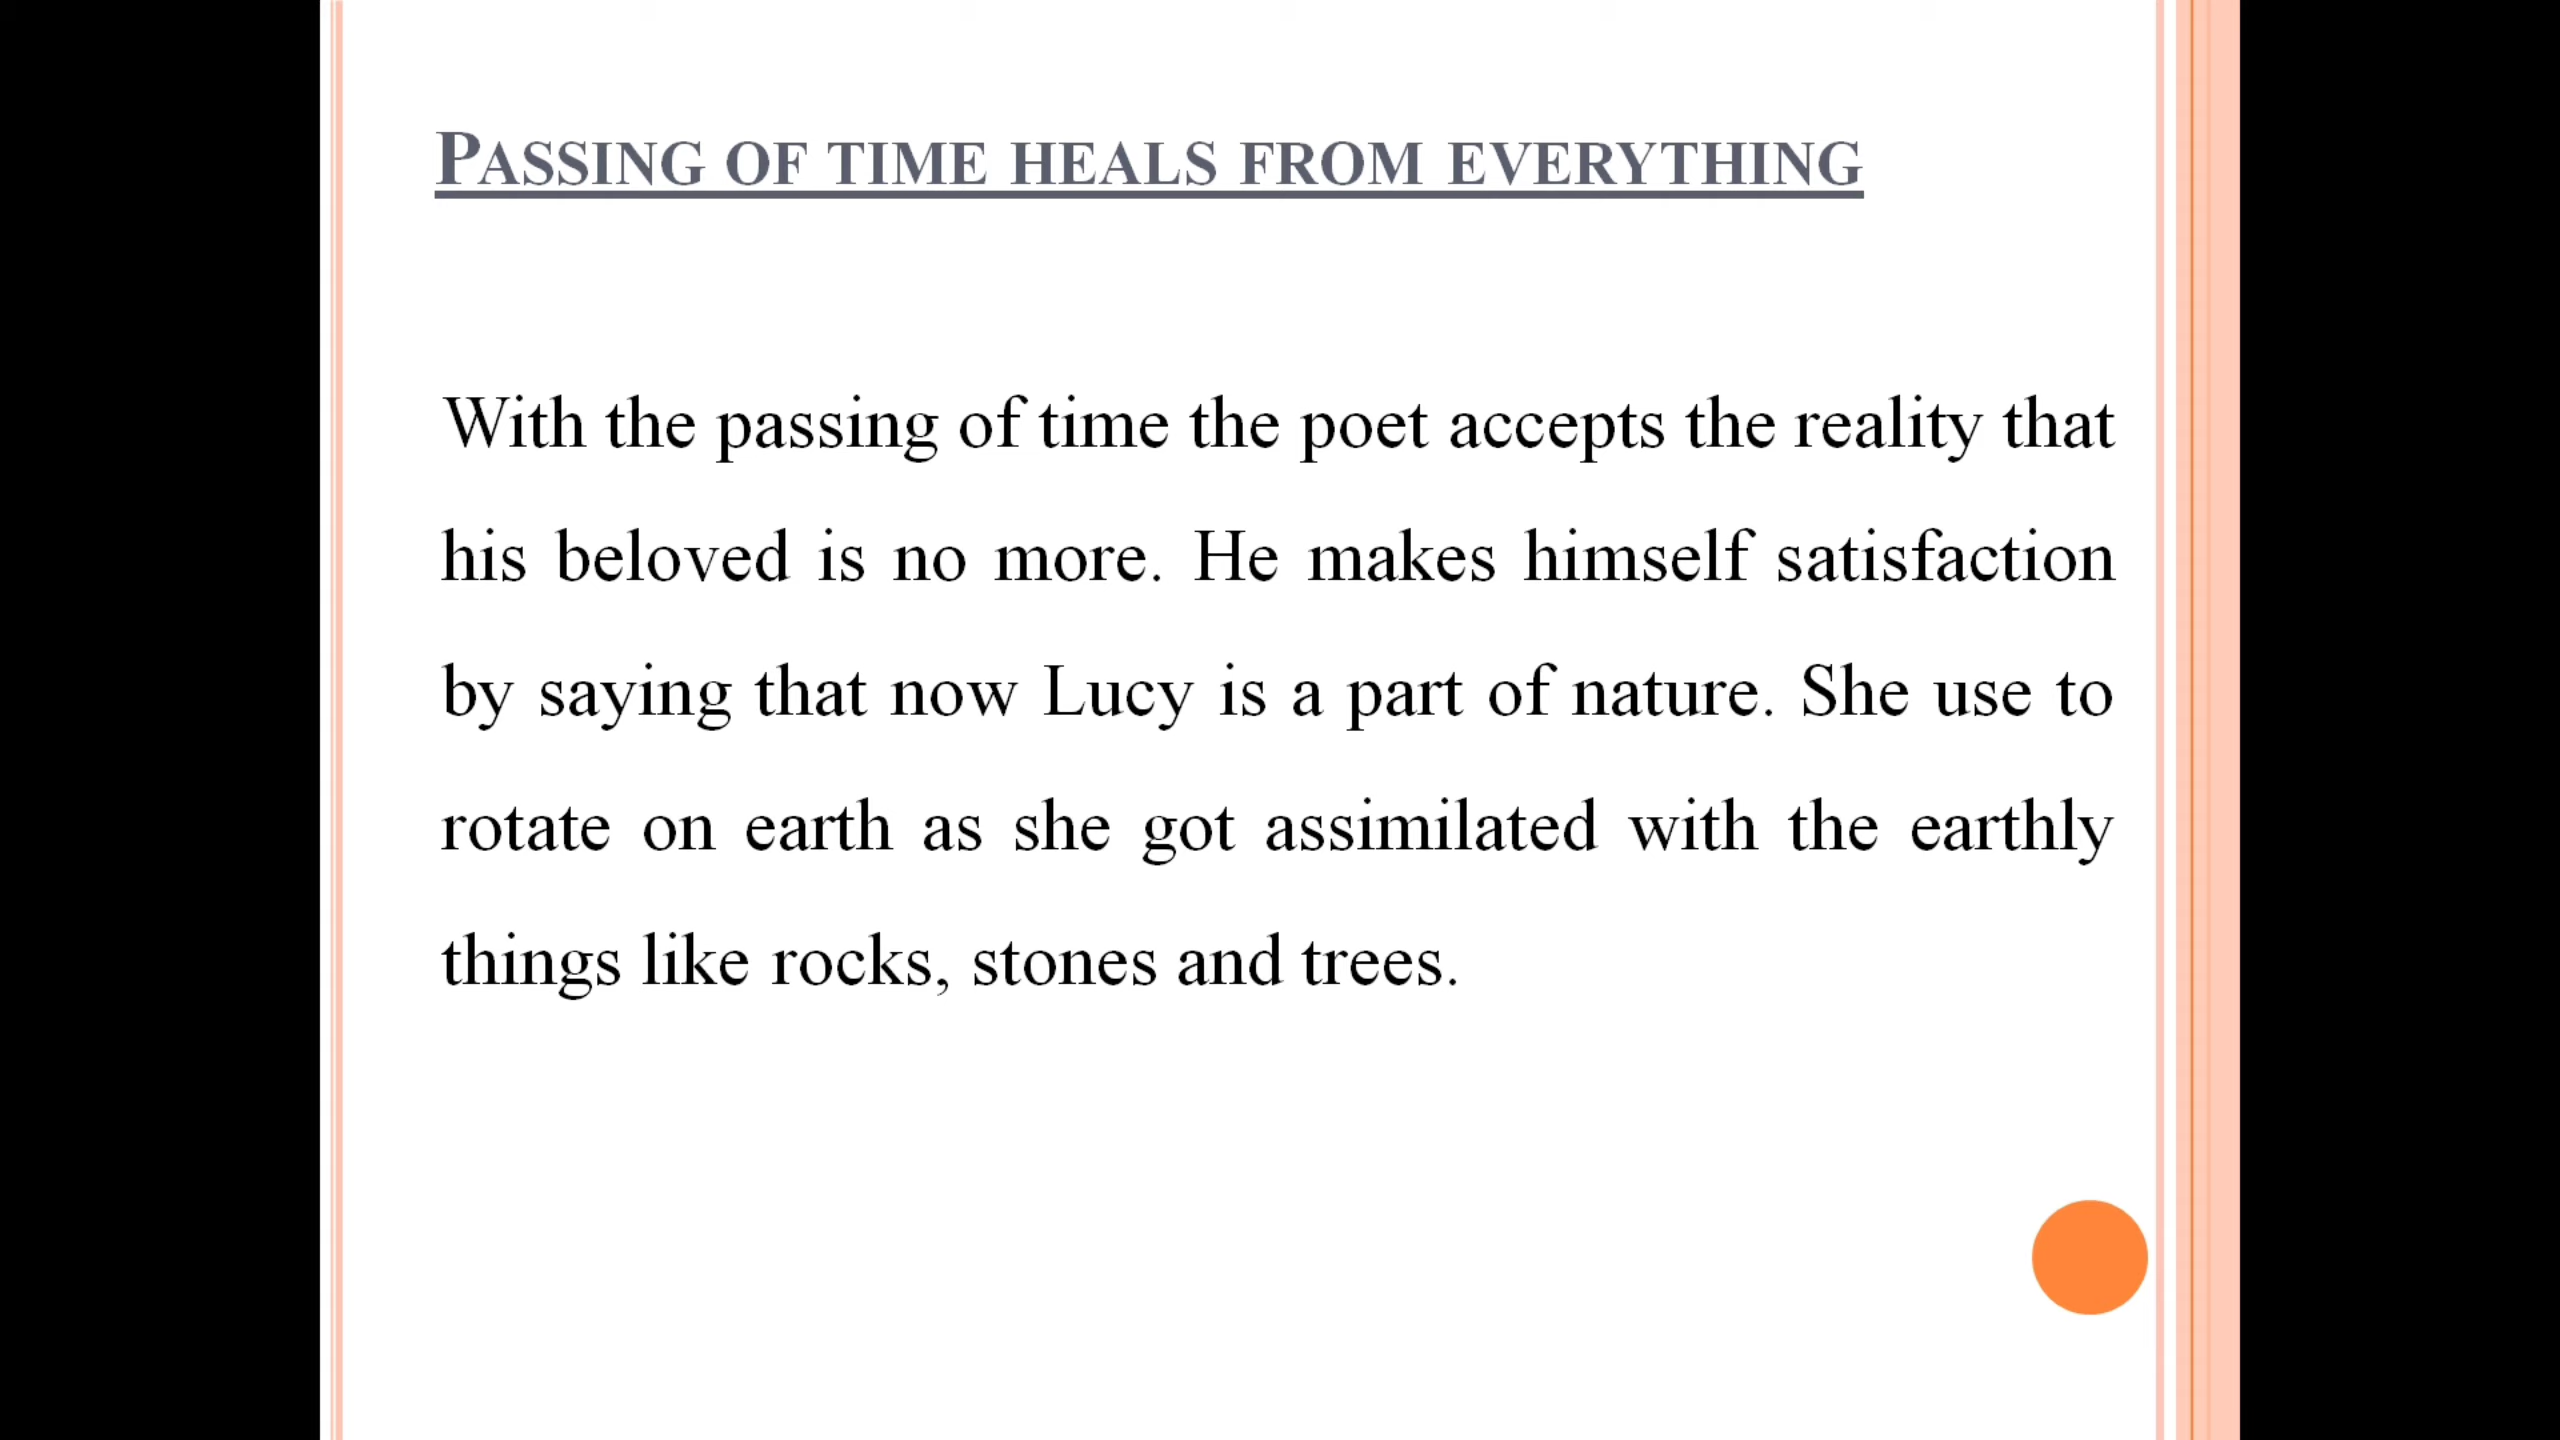 PASSING OF TIME HEALS FROM EVERYTHING
With the passing of time the poet accepts the reality that
his beloved is no more. He makes himself satisfaction
by saying that now Lucy is a part of nature. She use to
rotate on earth as she got assimilated with the earthly
things like rocks, stones and trees.